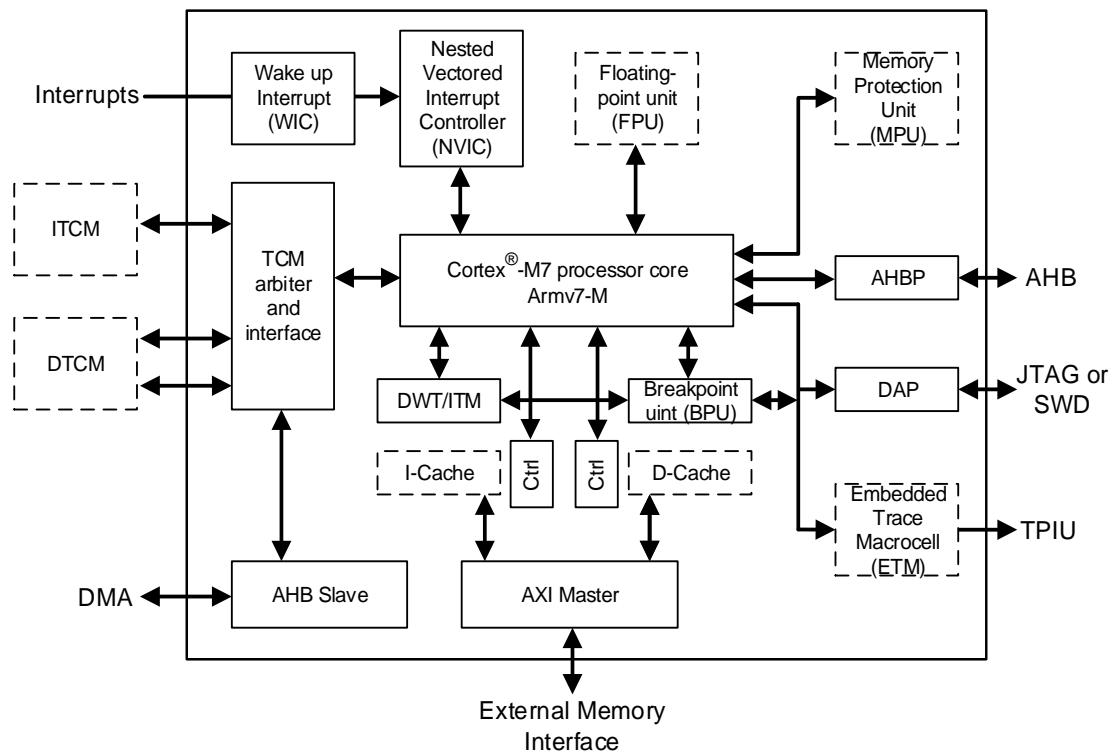 Interrupts
Wake up
Interrupt
(WIC)
Nested
Vectored
Interrupt
Controller
(NVIC)
Floating-
point unit
(FPU)
Memory
Protection
Unit
(MPU)
ITCM
DTCM
TCM
arbiter
and
interface
Cortex®-M7 processor core
Armv7-M
AHBP
AHB
DWT/ITM
Breakpoint
uint (BPU)
DAP
JTAG or
SWD
I-Cache
Ctrl
Ctrl
D-Cache
Embedded
Trace
Macrocell
(ETM)
TPIU
DMA
AHB Slave
AXI Master
External Memory
Interface